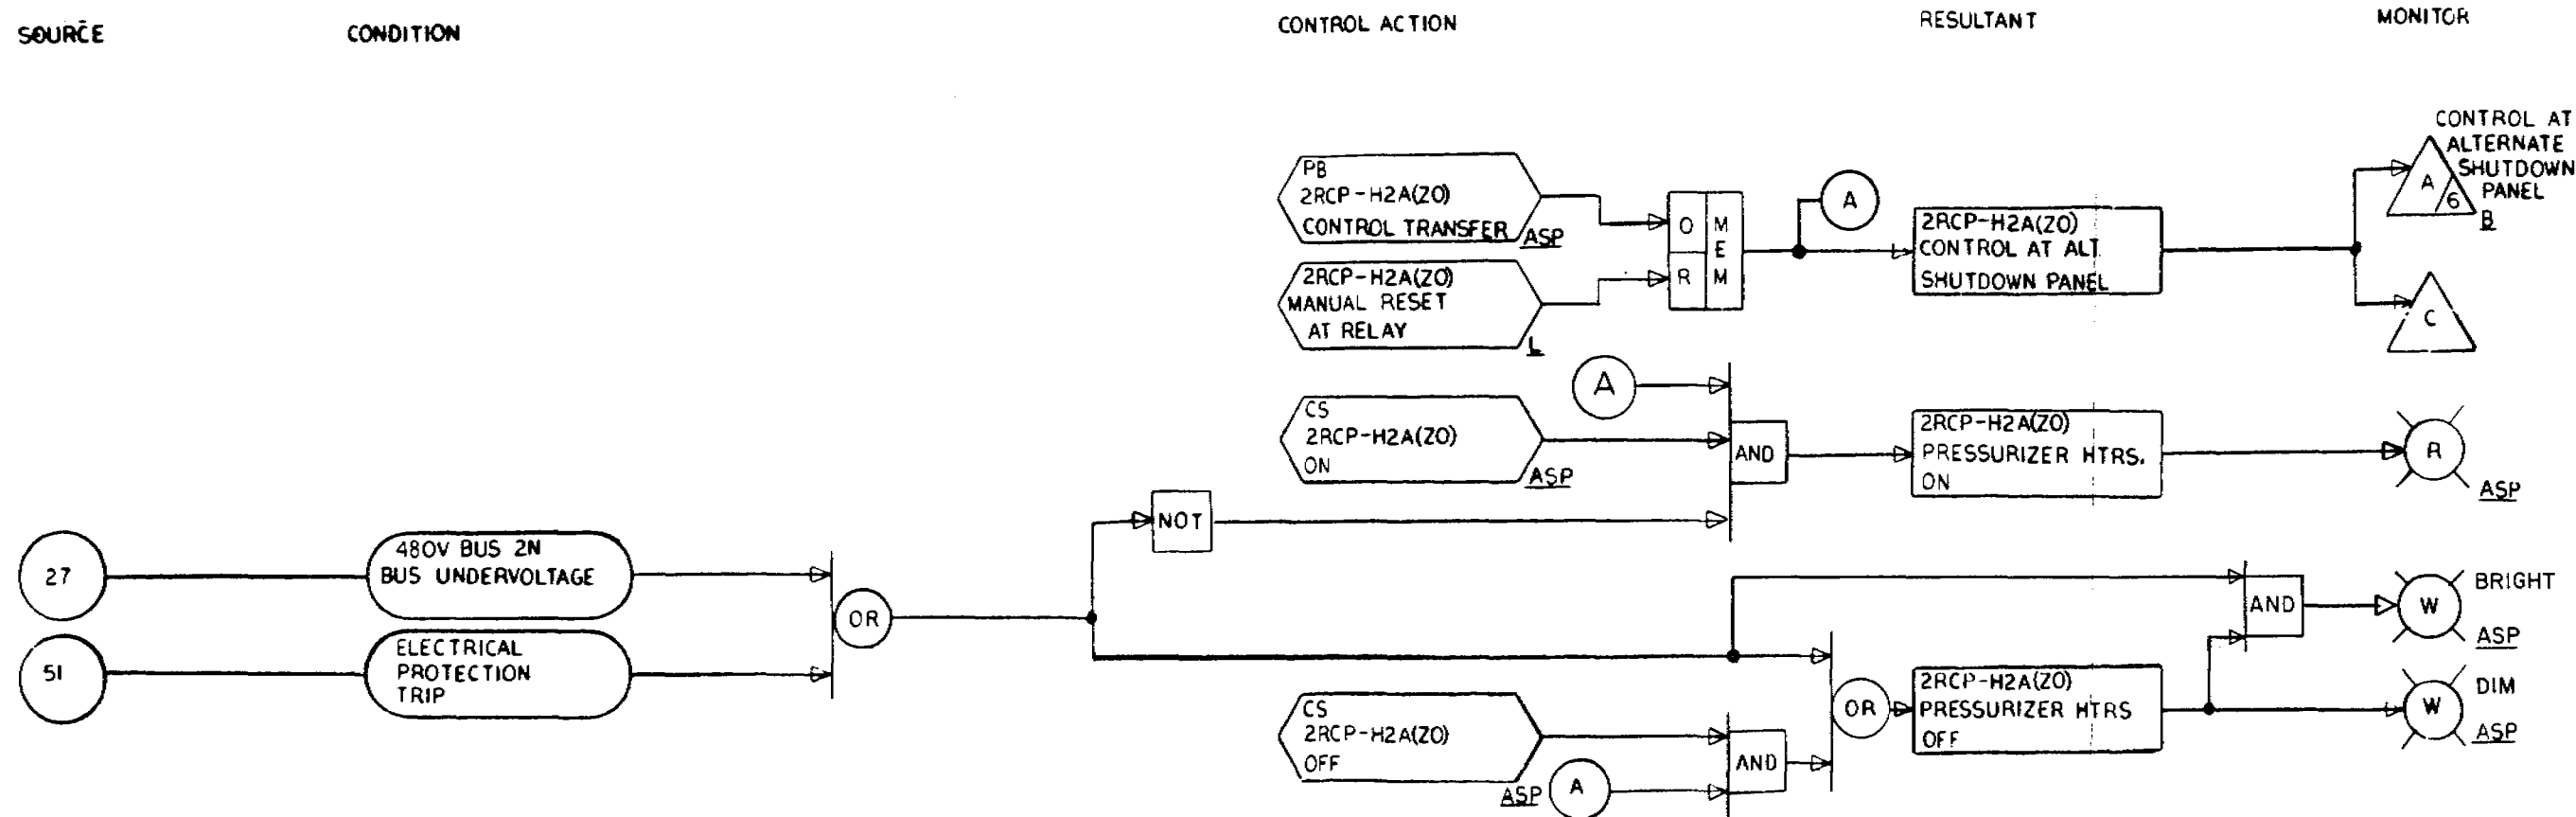 SOURCE
CONDITION
CONTROL ACTION
RESULTANT
MONITOR
PB
2RCP-H2A(ZO)
CONTROL TRANSFER
ASP
2RCP-H2A(ZO)
MANUAL RESET
AT RELAY
L
O
R
M
E
M
A
2RCP-H2A(ZO)
CONTROL AT ALT.
SHUTDOWN PANEL
CONTROL AT
ALTERNATE
SHUTDOWN
PANEL
A
6
B
C
A
CS
2RCP-H2A(ZO)
ON
ASP
AND
2RCP-H2A(ZO)
PRESSURIZER HTRS.
ON
R
ASP
NOT
27
480V BUS 2N
BUS UNDERVOLTAGE
OR
51
ELECTRICAL
PROTECTION
TRIP
AND
W
BRIGHT
ASP
CS
2RCP-H2A(ZO)
OFF
ASP
A
AND
OR
2RCP-H2A(ZO)
PRESSURIZER HTRS
OFF
W
DIM
ASP